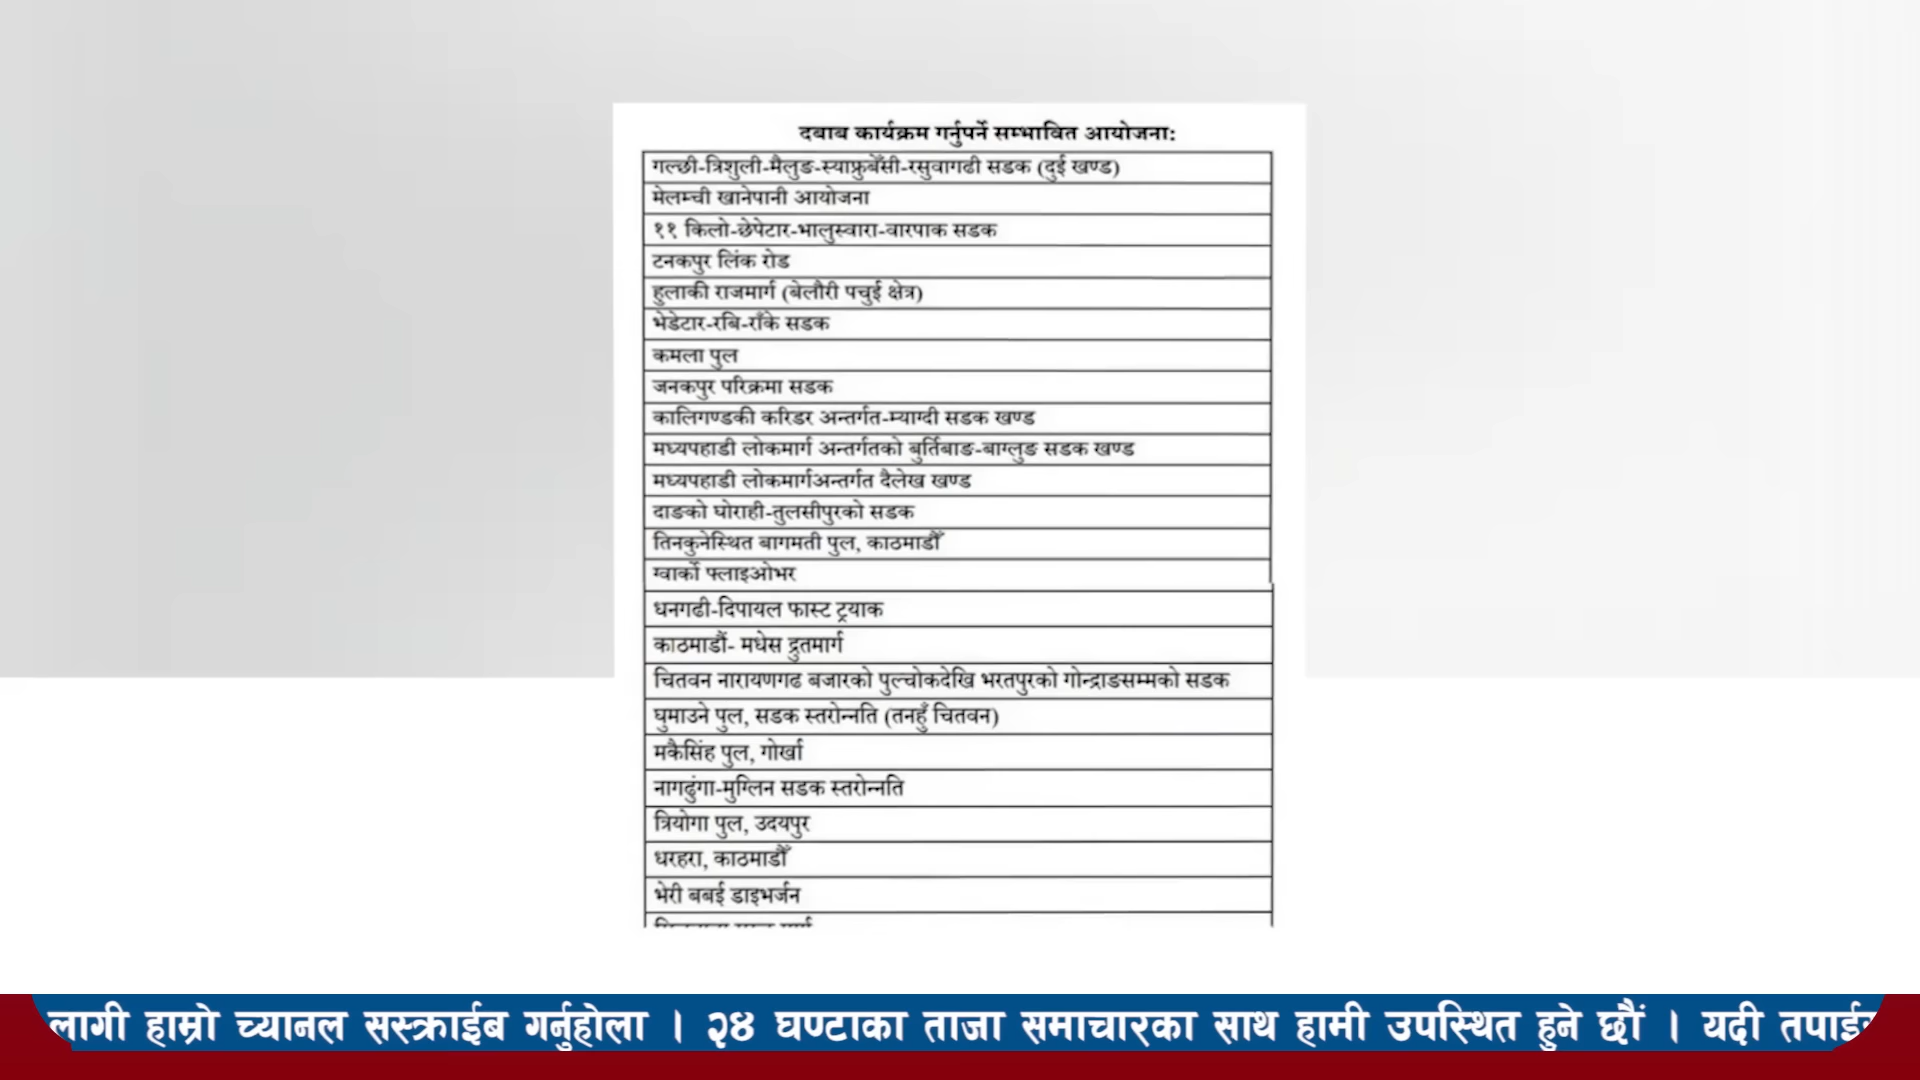 दबाब कार्यक्रम गर्नुपर्ने सम्भावित आयोजनाः
गल्छी-त्रिशुली-मैलुङ-स्याफ्रुबेँसी-रसुवागढी सडक (दुई खण्ड)
मेलम्ची खानेपानी आयोजना
११ किलो-छेपेटार-भालुस्वारा-वारपाक सडक
टनकपुर लिंक रोड
हुलाकी राजमार्ग (बेलौरी पचुई क्षेत्र)
भेडेटार-रबि-राँके सडक
कमला पुल
जनकपुर परिक्रमा सडक
कालिगण्डकी करिडर अन्तर्गत-म्याग्दी सडक खण्ड
मध्यपहाडी लोकमार्ग अन्तर्गतको बुर्तिबाङ-बाग्लुङ सडक खण्ड
मध्यपहाडी लोकमार्गअन्तर्गत दैलेख खण्ड
दाङको घोराही-तुलसीपुरको सडक
तिनकुनेस्थित बागमती पुल, काठमाडौँ
ग्वार्को फ्लाइओभर
धनगढी-दिपायल फास्ट ट्रयाक
काठमाडौं- मधेस द्रुतमार्ग
चितवन नारायणगढ बजारको पुल्चोकदेखि भरतपुरको गोन्द्राङसम्मको सडक
घुमाउने पुल, सडक स्तरोन्नति (तनहुँ चितवन)
मकैसिंह पुल, गोर्खा
नागढुंगा-मुग्लिन सडक स्तरोन्नति
त्रियोगा पुल, उदयपुर
धरहरा, काठमाडौँ
भेरी बबई डाइभर्जन
लागी हाम्रो च्यानल सस्क्राईब गर्नुहोला । २४ घण्टाका ताजा समाचारका साथ हामी उपस्थित हुने छौं । यदी